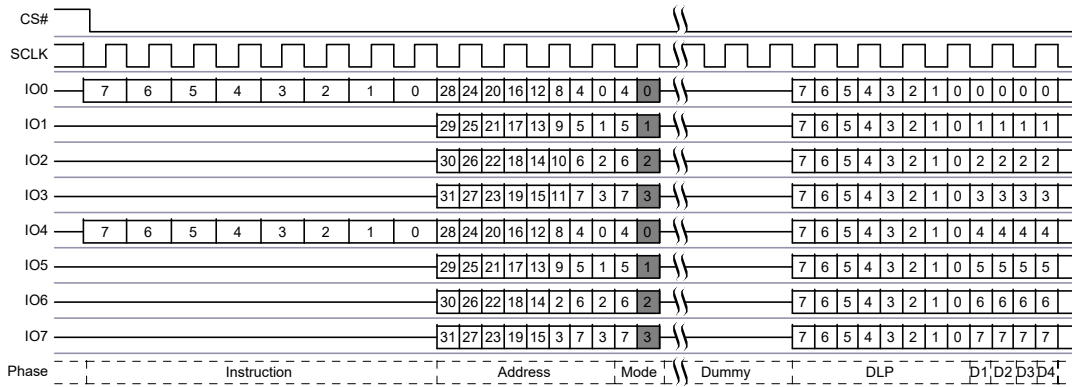 CS#
SCLK
IO0 7 6 5 4 3 2 1 0 28 24 20 16 12 8 4 0 4 0 7 6 5 4 3 2 1 0 0 0 0 0
IO1 29 25 21 17 13 9 5 1 5 1 7 6 5 4 3 2 1 0 1 1 1 1
IO2 30 26 22 18 14 10 6 2 6 2 7 6 5 4 3 2 1 0 2 2 2 2
IO3 31 27 23 19 15 11 7 3 7 3 7 6 5 4 3 2 1 0 3 3 3 3
IO4 7 6 5 4 3 2 1 0 28 24 20 16 12 8 4 0 4 0 7 6 5 4 3 2 1 0 4 4 4 4
IO5 29 25 21 17 13 9 5 1 5 1 7 6 5 4 3 2 1 0 5 5 5 5
IO6 30 26 22 18 14 2 6 2 6 2 7 6 5 4 3 2 1 0 6 6 6 6
IO7 31 27 23 19 15 3 7 3 7 3 7 6 5 4 3 2 1 0 7 7 7 7
Phase Instruction Address Mode Dummy DLP D1 D2 D3 D4